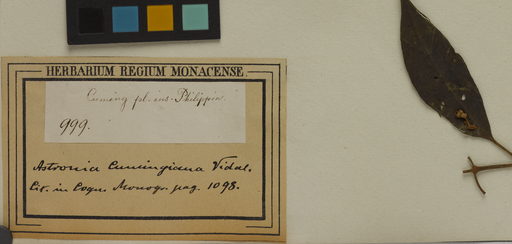 HERBARIUM REGIUM MONACENSE.
Cuming pl. ins. Philippin.
999.
Astronia Cumingiana Vidal.
Cit. in Cogn. Monogr. pag. 1098.